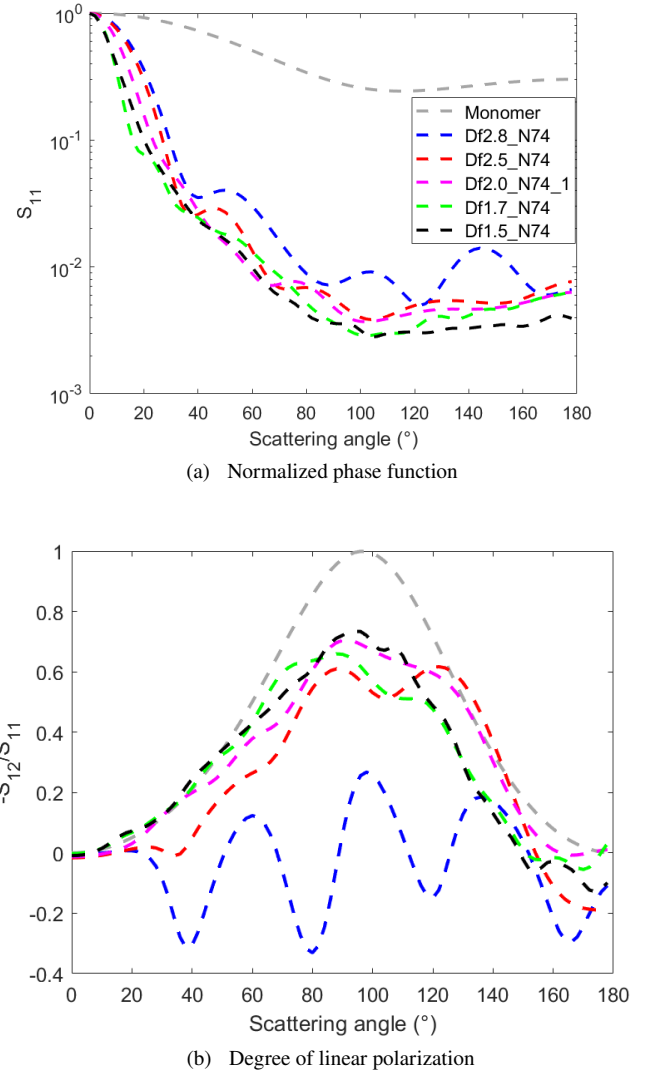 10^0
10^-1
10^-2
10^-3
S_11
Monomer
Df2.8_N74
Df2.5_N74
Df2.0_N74_1
Df1.7_N74
Df1.5_N74
0 20 40 60 80 100 120 140 160 180
Scattering angle (°)
(a) Normalized phase function
1
0.8
0.6
0.4
0.2
0
-0.2
-0.4
-S_12/S_11
0 20 40 60 80 100 120 140 160 180
Scattering angle (°)
(b) Degree of linear polarization